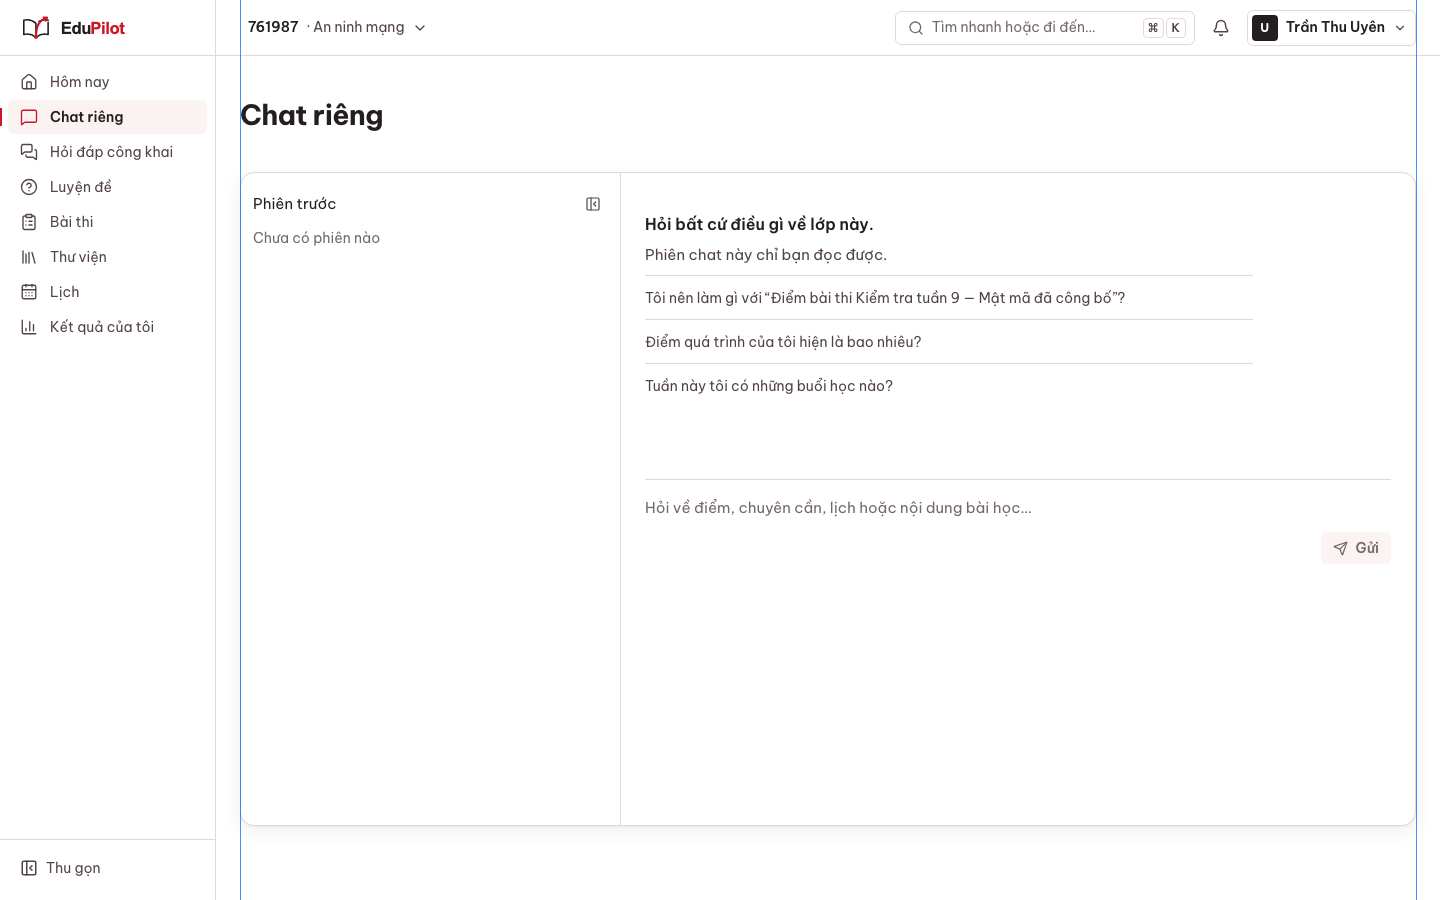 EduPilot
761987 · An ninh mạng
Tìm nhanh hoặc đi đến...
⌘ K
U
Trần Thu Uyên
Hôm nay
Chat riêng
Hỏi đáp công khai
Luyện đề
Bài thi
Thư viện
Lịch
Kết quả của tôi
Thu gọn
Chat riêng
Phiên trước
Chưa có phiên nào
Hỏi bất cứ điều gì về lớp này.
Phiên chat này chỉ bạn đọc được.
Tôi nên làm gì với “Điểm bài thi Kiểm tra tuần 9 — Mật mã đã công bố”?
Điểm quá trình của tôi hiện là bao nhiêu?
Tuần này tôi có những buổi học nào?
Hỏi về điểm, chuyên cần, lịch hoặc nội dung bài học...
Gửi